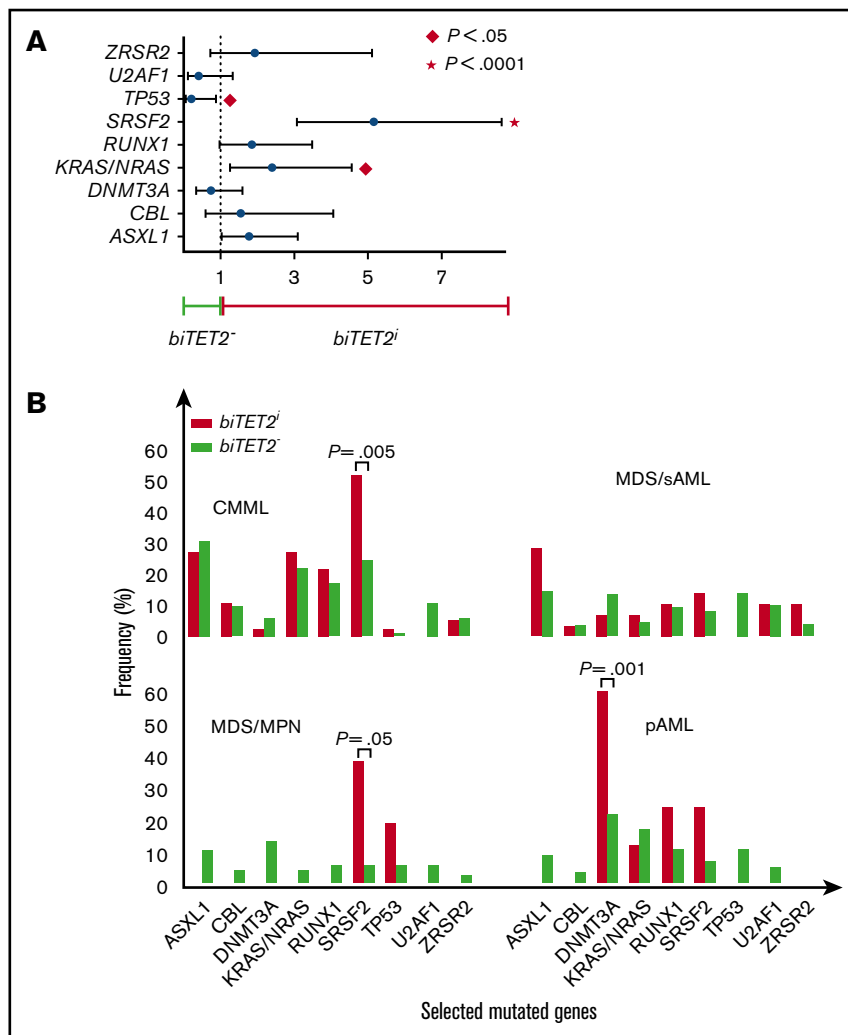 A
P < .05
P < .0001
ZRSR2
U2AF1
TP53
SRSF2
RUNX1
KRAS/NRAS
DNMT3A
CBL
ASXL1
1 3 5 7
biTET2- biTET2i
B
biTET2i
biTET2-
Frequency (%)
60
50
40
30
20
10
0
CMML
P= .005
MDS/sAML
60
50
40
30
20
10
0
MDS/MPN
P= .05
P= .001
pAML
ASXL1 CBL DNMT3A KRAS/NRAS RUNX1 SRSF2 TP53 U2AF1 ZRSR2 ASXL1 CBL DNMT3A KRAS/NRAS RUNX1 SRSF2 TP53 U2AF1 ZRSR2
Selected mutated genes